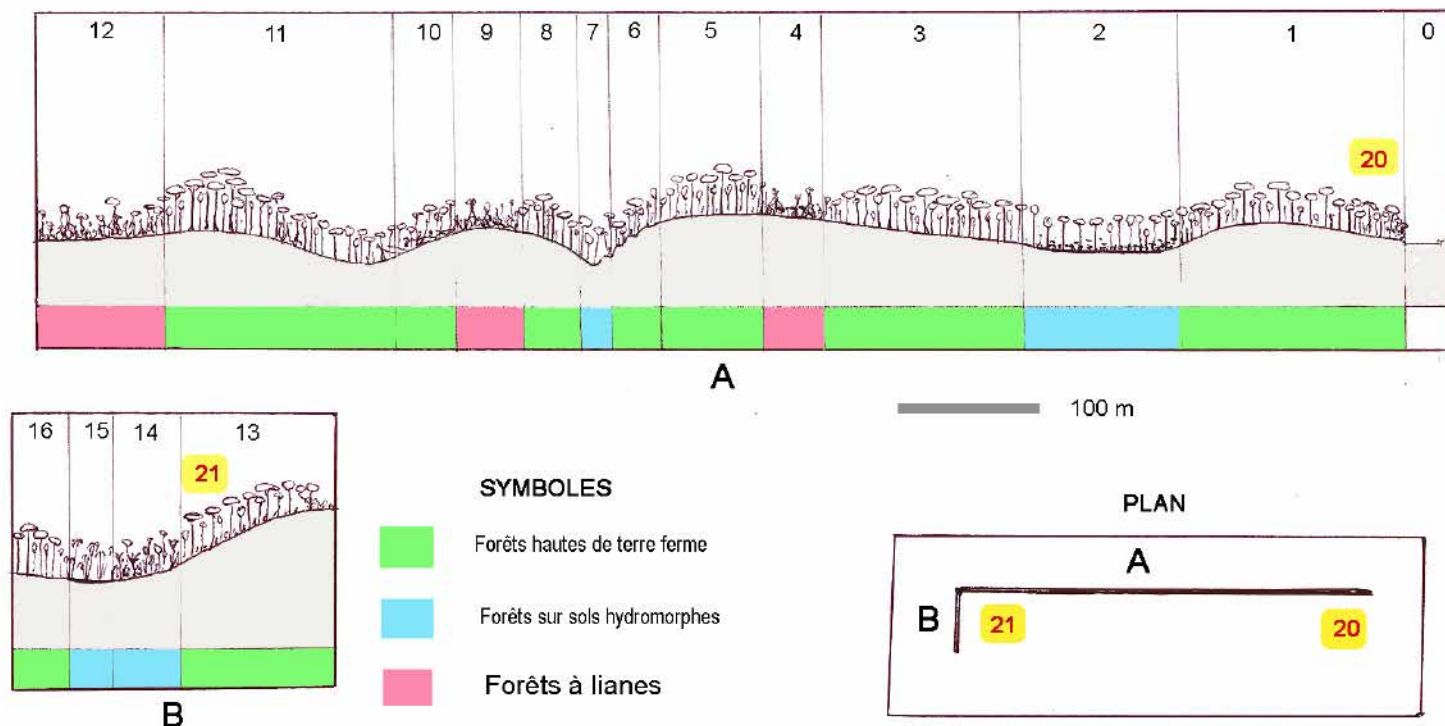 12 11 10 9 8 7 6 5 4 3 2 1 0
20
A
100 m
16 15 14 13
21
B
SYMBOLES
Forêts hautes de terre ferme
Forêts sur sols hydromorphes
Forêts à lianes
PLAN
A
B
21 20